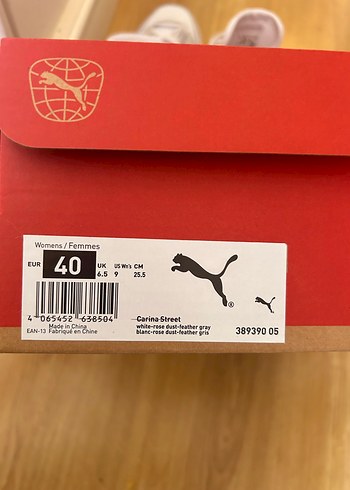 Womens / Femmes
EUR 40 UK 6.5 US Wn's 9 CM 25.5
4 065452 638504
Made in China
EAN-13 Fabriqué en Chine
Carina Street
white-rose dust-feather gray
blanc-rose dust-feather gris
389390 05
®